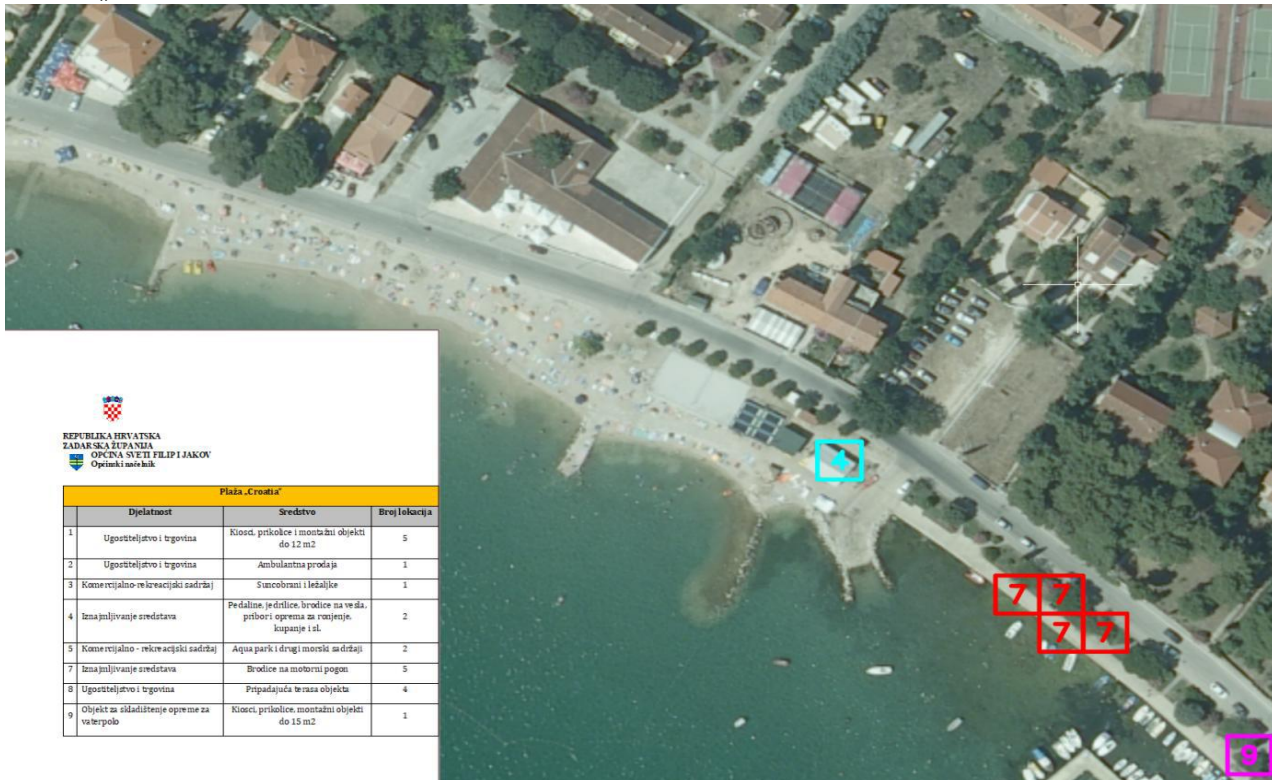 REPUBLIKA HRVATSKA
ZADARSKA ŽUPANIJA
OPĆINA SVETI FILIP I JAKOV
Općinski načelnik
Plaža „Croatia"
Djelatnost Sredstvo Broj lokacija
1 Ugostiteljstvo i trgovina Kiosci, prikolice i montažni objekti do 12 m2 5
2 Ugostiteljstvo i trgovina Ambulantna prodaja 1
3 Komercijalno-rekreacijski sadržaj Suncobrani i ležaljke 1
4 Iznajmljivanje sredstava Pedaline, jedrilice, brodice na vesla, pribor i oprema za ronjenje, kupanje i sl. 2
5 Komercijalno - rekreacijski sadržaj Aqua park i drugi morski sadržaji 2
7 Iznajmljivanje sredstava Brodice na motorni pogon 5
8 Ugostiteljstvo i trgovina Pripadajuća terasa objekta 4
9 Objekt za skladištenje opreme za vaterpolo Kiosci, prikolice, montažni objekti do 15 m2 1
4
7 7
7 7
9